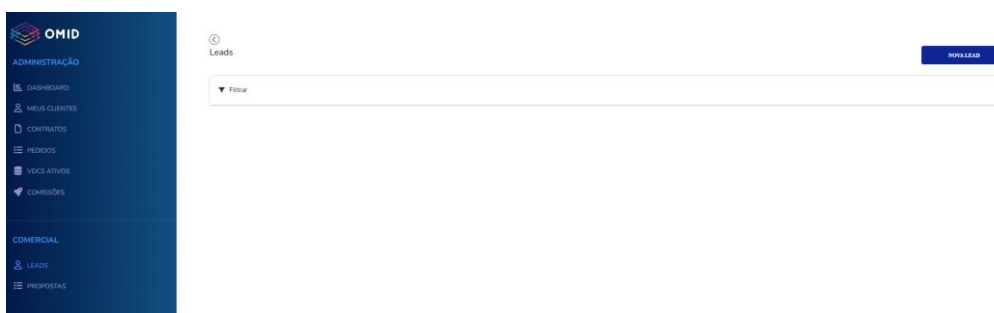 OMID
ADMINISTRAÇÃO
DASHBOARD
MEUS CLIENTES
CONTRATOS
PEDIDOS
VDCS ATIVOS
COMISSÕES
COMERCIAL
LEADS
PROPOSTAS
Leads
NOVA LEAD
Filtrar